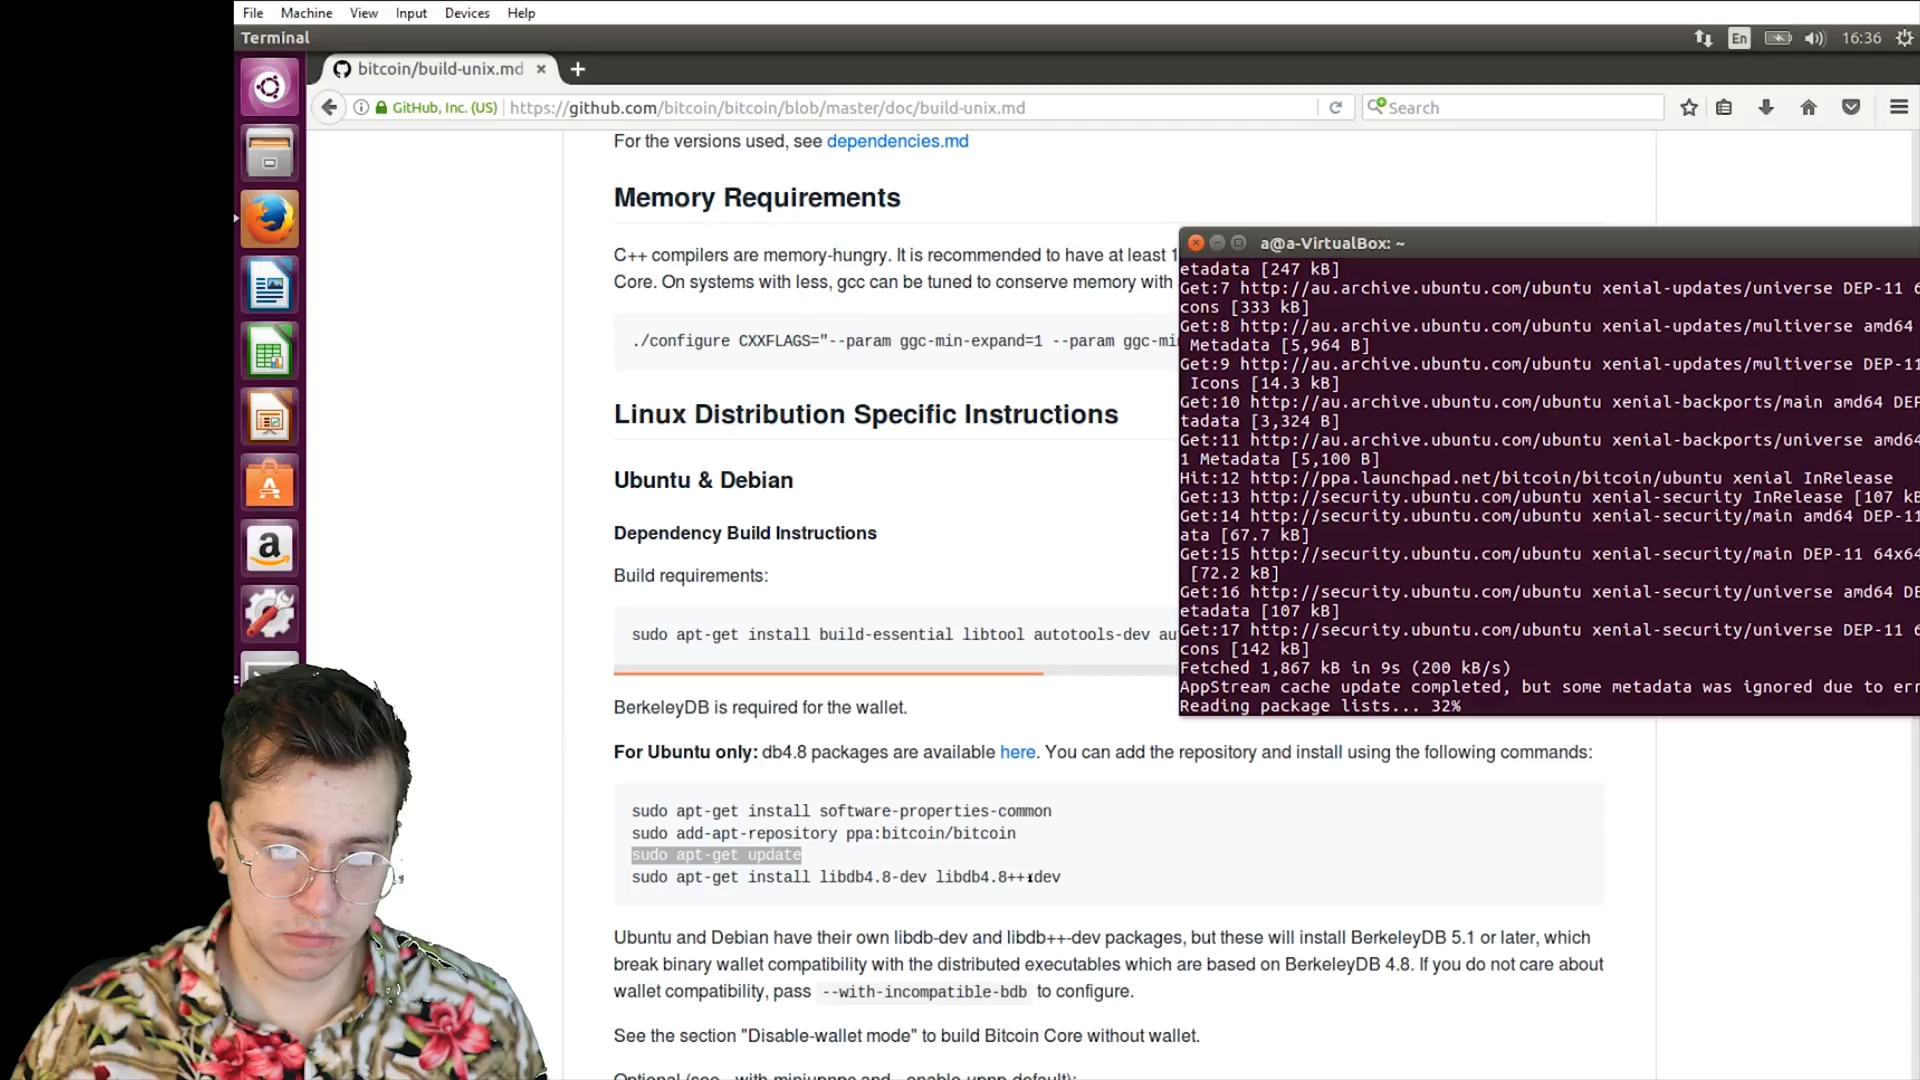 File Machine View Input Devices Help
Terminal
En
16:36
bitcoin/build-unix.md
GitHub, Inc. (US) https://github.com/bitcoin/bitcoin/blob/master/doc/build-unix.md
Search
For the versions used, see dependencies.md
Memory Requirements
C++ compilers are memory-hungry. It is recommended to have at least 1
Core. On systems with less, gcc can be tuned to conserve memory with
./configure CXXFLAGS="--param ggc-min-expand=1 --param ggc-mi
Linux Distribution Specific Instructions
Ubuntu & Debian
Dependency Build Instructions
Build requirements:
sudo apt-get install build-essential libtool autotools-dev au
BerkeleyDB is required for the wallet.
For Ubuntu only: db4.8 packages are available here. You can add the repository and install using the following commands:
sudo apt-get install software-properties-common
sudo add-apt-repository ppa:bitcoin/bitcoin
sudo apt-get update
sudo apt-get install libdb4.8-dev libdb4.8++-dev
Ubuntu and Debian have their own libdb-dev and libdb++-dev packages, but these will install BerkeleyDB 5.1 or later, which
break binary wallet compatibility with the distributed executables which are based on BerkeleyDB 4.8. If you do not care about
wallet compatibility, pass --with-incompatible-bdb to configure.
See the section "Disable-wallet mode" to build Bitcoin Core without wallet.
Optional (see --with-miniupnpc and --enable-upnp-default):
a@a-VirtualBox: ~
etadata [247 kB]
Get:7 http://au.archive.ubuntu.com/ubuntu xenial-updates/universe DEP-11 6
cons [333 kB]
Get:8 http://au.archive.ubuntu.com/ubuntu xenial-updates/multiverse amd64
Metadata [5,964 B]
Get:9 http://au.archive.ubuntu.com/ubuntu xenial-updates/multiverse DEP-11
Icons [14.3 kB]
Get:10 http://au.archive.ubuntu.com/ubuntu xenial-backports/main amd64 DEP
tadata [3,324 B]
Get:11 http://au.archive.ubuntu.com/ubuntu xenial-backports/universe amd64
1 Metadata [5,100 B]
Hit:12 http://ppa.launchpad.net/bitcoin/bitcoin/ubuntu xenial InRelease
Get:13 http://security.ubuntu.com/ubuntu xenial-security InRelease [107 kB
Get:14 http://security.ubuntu.com/ubuntu xenial-security/main amd64 DEP-11
ata [67.7 kB]
Get:15 http://security.ubuntu.com/ubuntu xenial-security/main DEP-11 64x64
[72.2 kB]
Get:16 http://security.ubuntu.com/ubuntu xenial-security/universe amd64 DE
etadata [107 kB]
Get:17 http://security.ubuntu.com/ubuntu xenial-security/universe DEP-11 6
cons [142 kB]
Fetched 1,867 kB in 9s (200 kB/s)
AppStream cache update completed, but some metadata was ignored due to err
Reading package lists... 32%